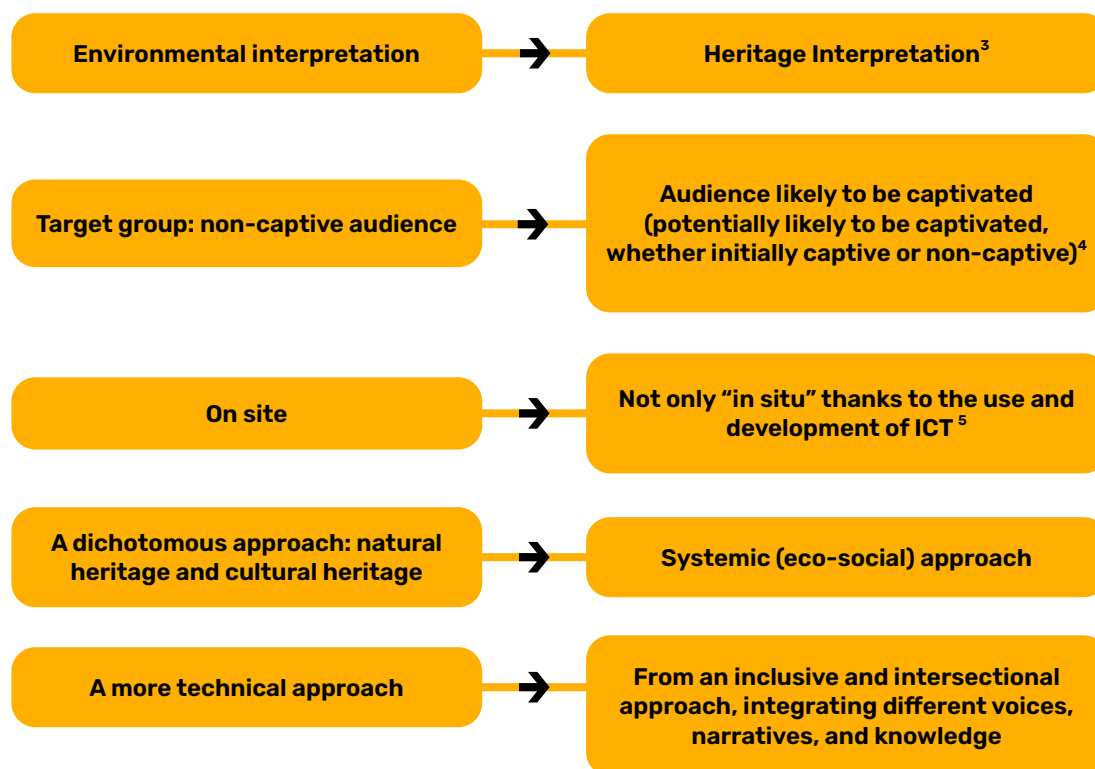 Environmental interpretation
Heritage Interpretation³
Target group: non-captive audience
Audience likely to be captivated
(potentially likely to be captivated,
whether initially captive or non-captive)⁴
On site
Not only “in situ” thanks to the use and
development of ICT ⁵
A dichotomous approach: natural
heritage and cultural heritage
Systemic (eco-social) approach
A more technical approach
From an inclusive and intersectional
approach, integrating different voices,
narratives, and knowledge